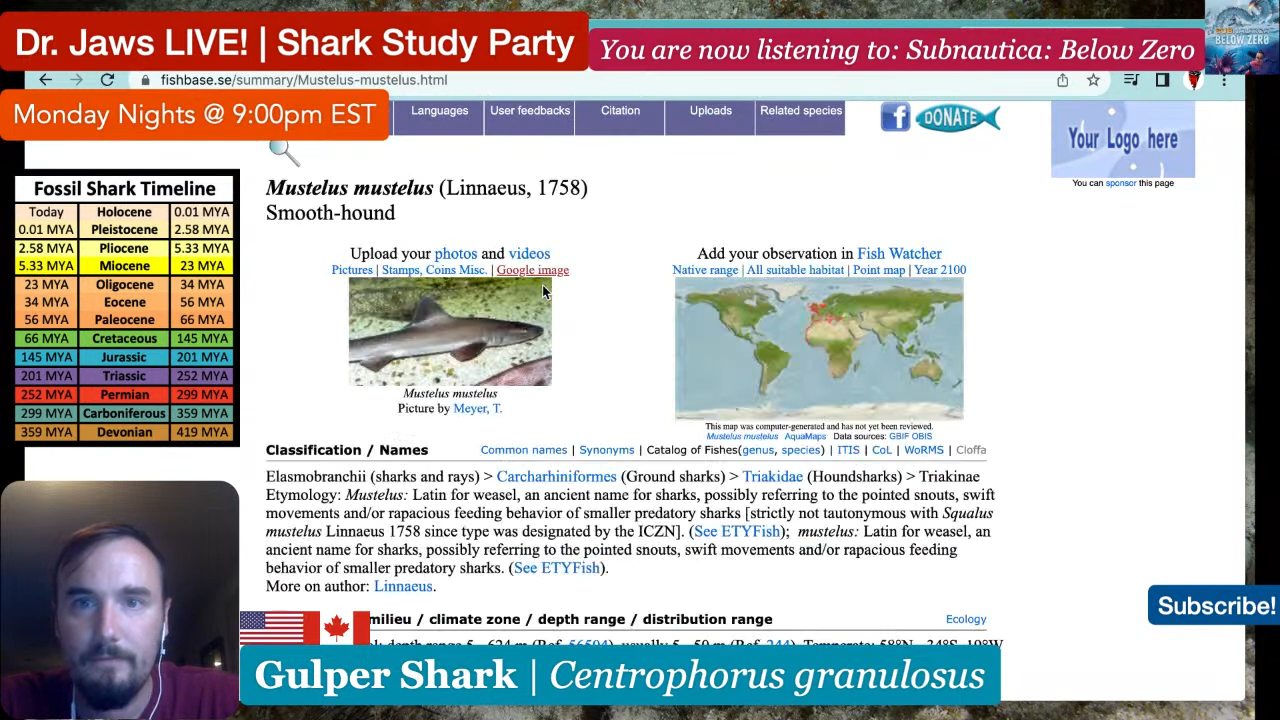 Dr. Jaws LIVE! | Shark Study Party
You are now listening to: Subnautica: Below Zero
BELOW ZERO
fishbase.se/summary/Mustelus-mustelus.html
Monday Nights @ 9:00pm EST
Languages
User feedbacks
Citation
Uploads
Related species
DONATE
Your Logo here
You can sponsor this page
Fossil Shark Timeline
Today Holocene 0.01 MYA
0.01 MYA Pleistocene 2.58 MYA
2.58 MYA Pliocene 5.33 MYA
5.33 MYA Miocene 23 MYA
23 MYA Oligocene 34 MYA
34 MYA Eocene 56 MYA
56 MYA Paleocene 66 MYA
66 MYA Cretaceous 145 MYA
145 MYA Jurassic 201 MYA
201 MYA Triassic 252 MYA
252 MYA Permian 299 MYA
299 MYA Carboniferous 359 MYA
359 MYA Devonian 419 MYA
Mustelus mustelus (Linnaeus, 1758)
Smooth-hound
Upload your photos and videos
Pictures | Stamps, Coins Misc. | Google image
Mustelus mustelus
Picture by Meyer, T.
Add your observation in Fish Watcher
Native range | All suitable habitat | Point map | Year 2100
This map was computer-generated and has not yet been reviewed.
Mustelus mustelus AquaMaps Data sources: GBIF OBIS
Classification / Names Common names | Synonyms | Catalog of Fishes(genus, species) | ITIS | CoL | WoRMS | Cloffa
Elasmobranchii (sharks and rays) > Carcharhiniformes (Ground sharks) > Triakidae (Houndsharks) > Triakinae
Etymology: Mustelus: Latin for weasel, an ancient name for sharks, possibly referring to the pointed snouts, swift
movements and/or rapacious feeding behavior of smaller predatory sharks [strictly not tautonymous with Squalus
mustelus Linnaeus 1758 since type was designated by the ICZN]. (See ETYFish); mustelus: Latin for weasel, an
ancient name for sharks, possibly referring to the pointed snouts, swift movements and/or rapacious feeding
behavior of smaller predatory sharks. (See ETYFish).
More on author: Linnaeus.
milieu / climate zone / depth range / distribution range Ecology
Subscribe!
Gulper Shark | Centrophorus granulosus